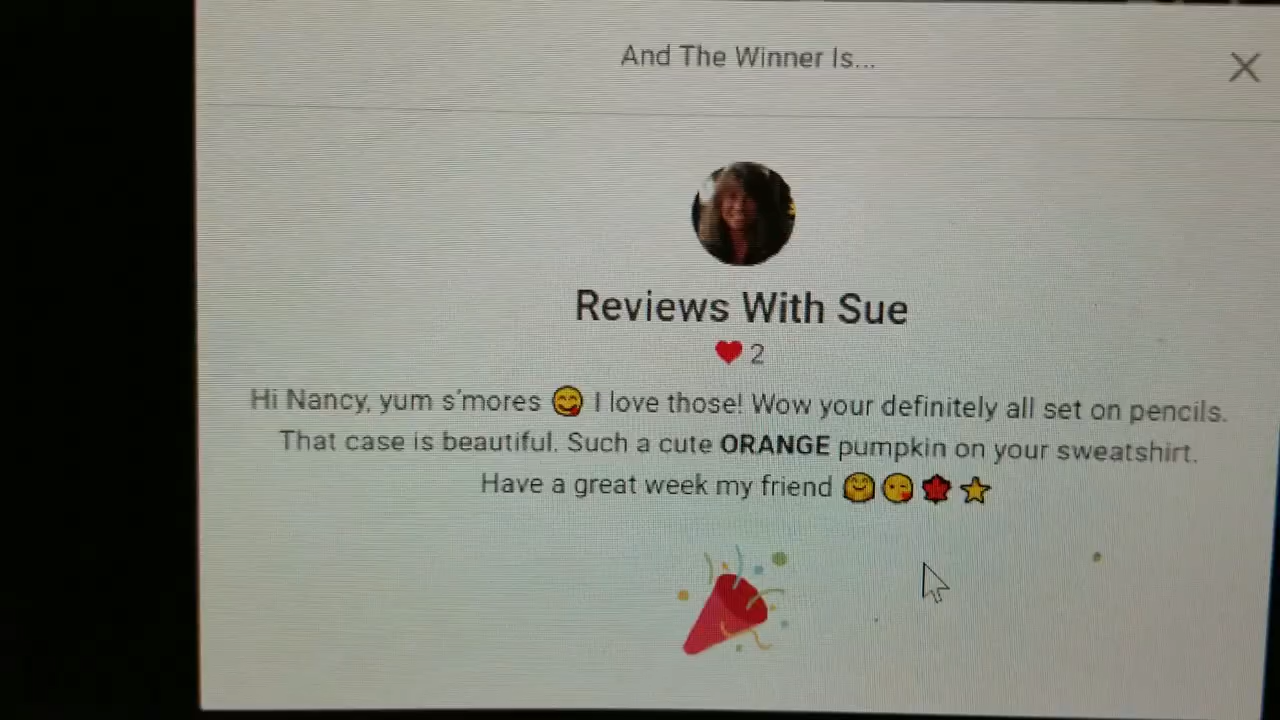 And The Winner Is...
Reviews With Sue
❤ 2
Hi Nancy, yum s'mores 😋 I love those! Wow your definitely all set on pencils.
That case is beautiful. Such a cute ORANGE pumpkin on your sweatshirt.
Have a great week my friend 🤗 😘 🍁 ⭐